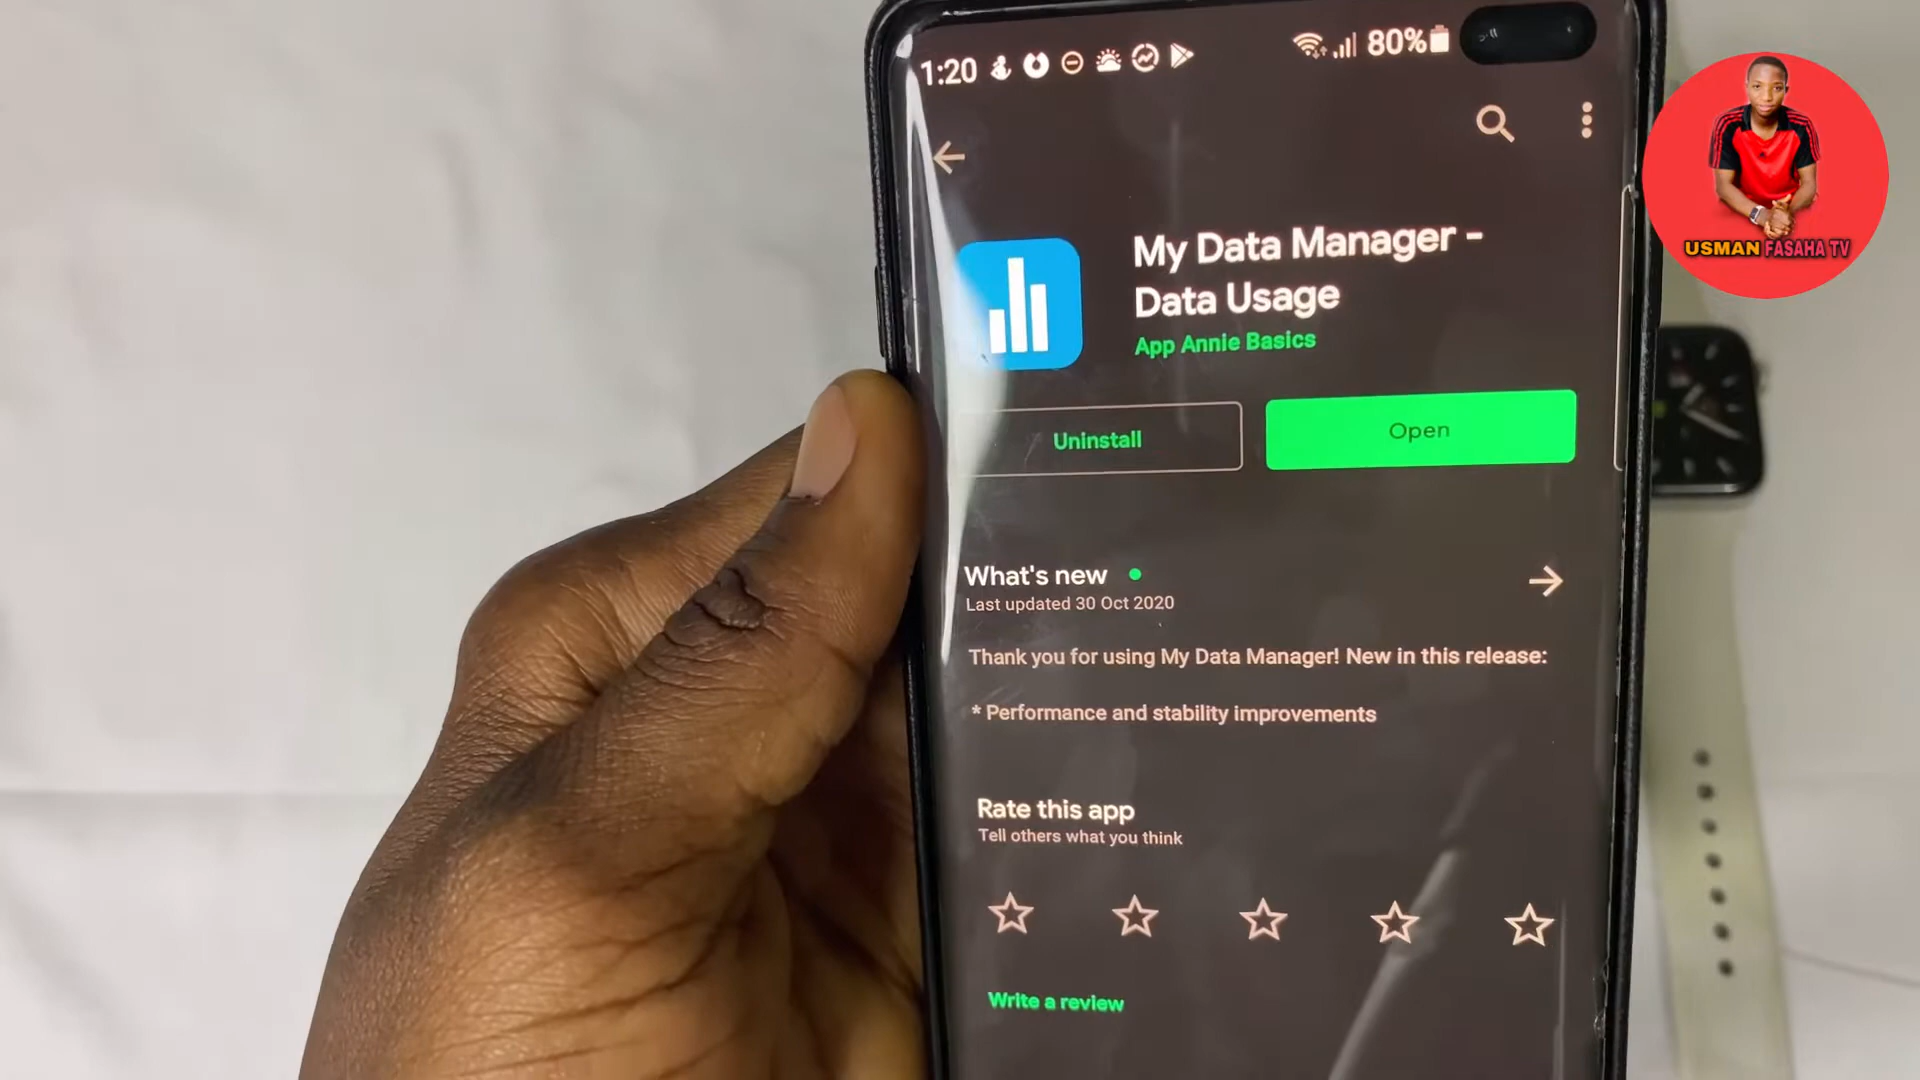 1:20
80%
USMAN FASAHA TV
My Data Manager -
Data Usage
App Annie Basics
Uninstall
Open
What's new
Last updated 30 Oct 2020
Thank you for using My Data Manager! New in this release:
* Performance and stability improvements
Rate this app
Tell others what you think
Write a review